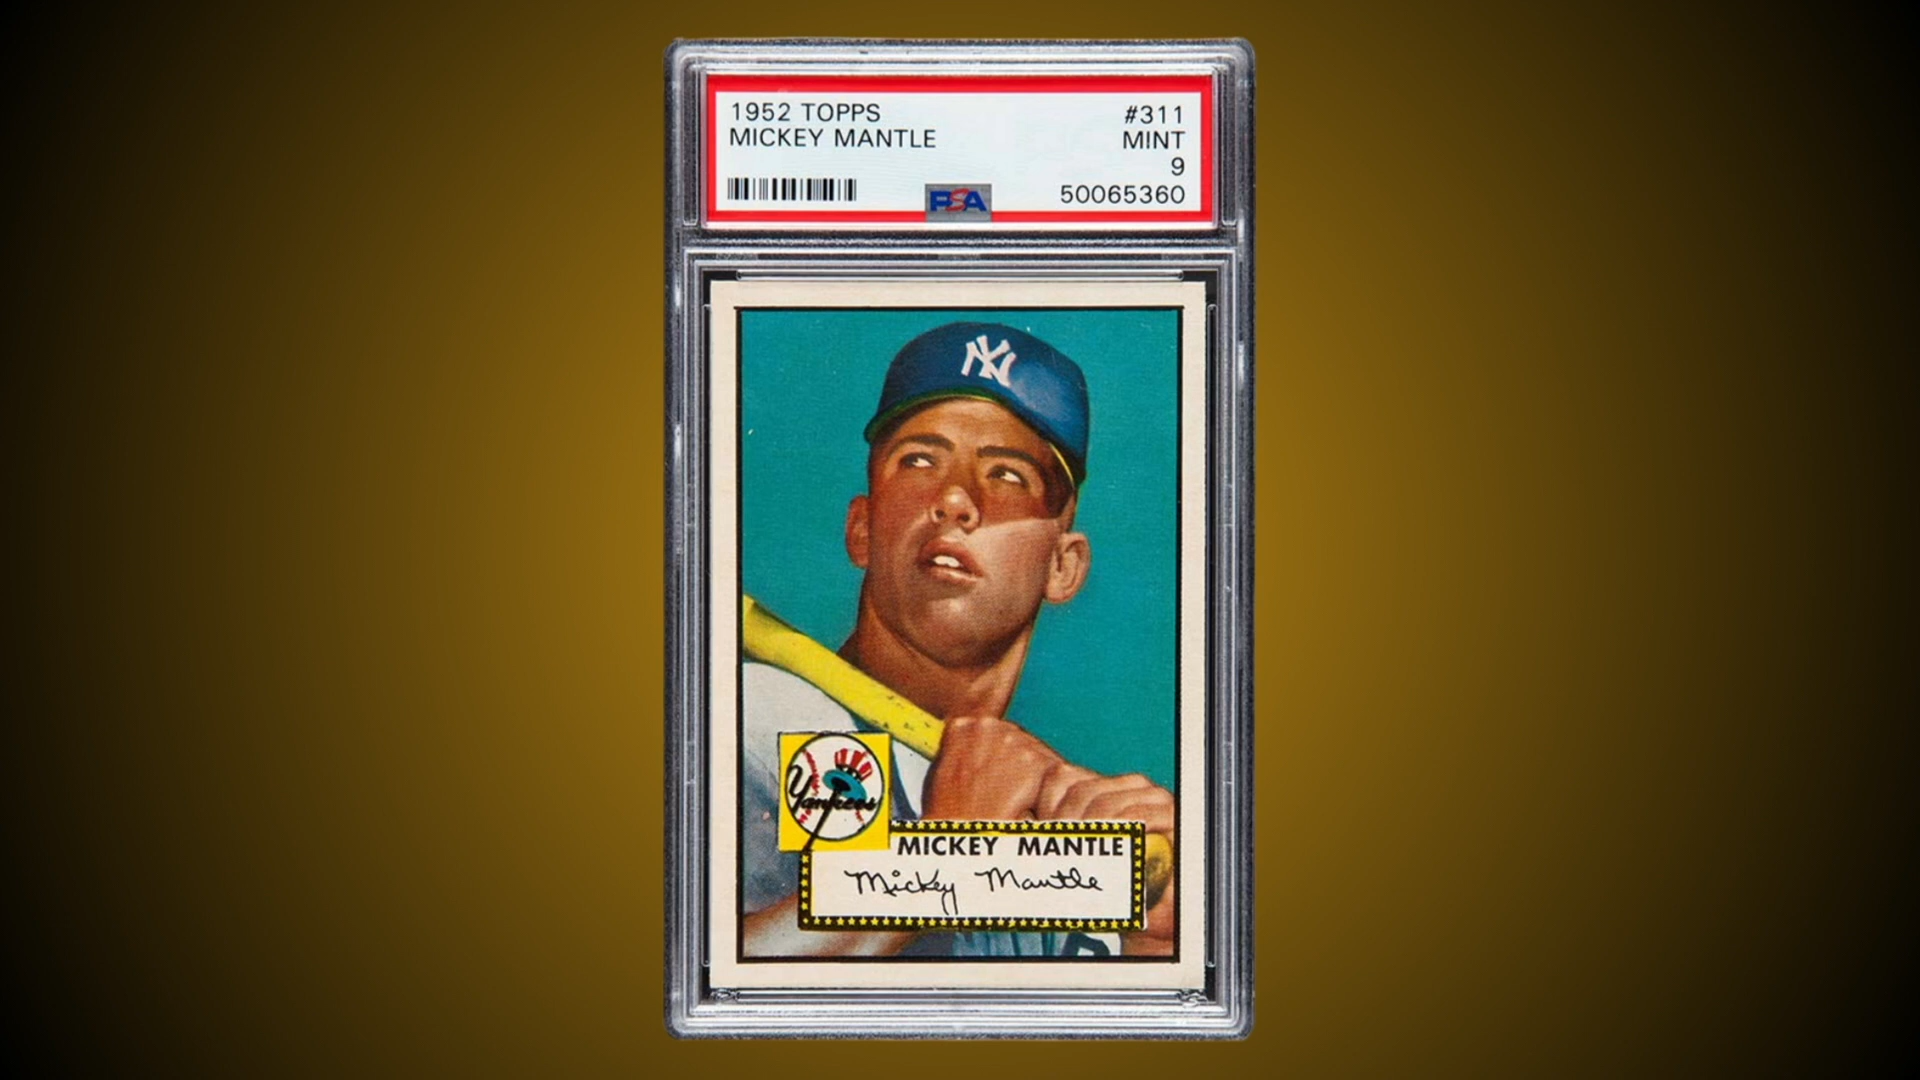 1952 TOPPS #311
MICKEY MANTLE MINT
9
PSA 50065360
NY
Yankees
MICKEY MANTLE
Mickey Mantle